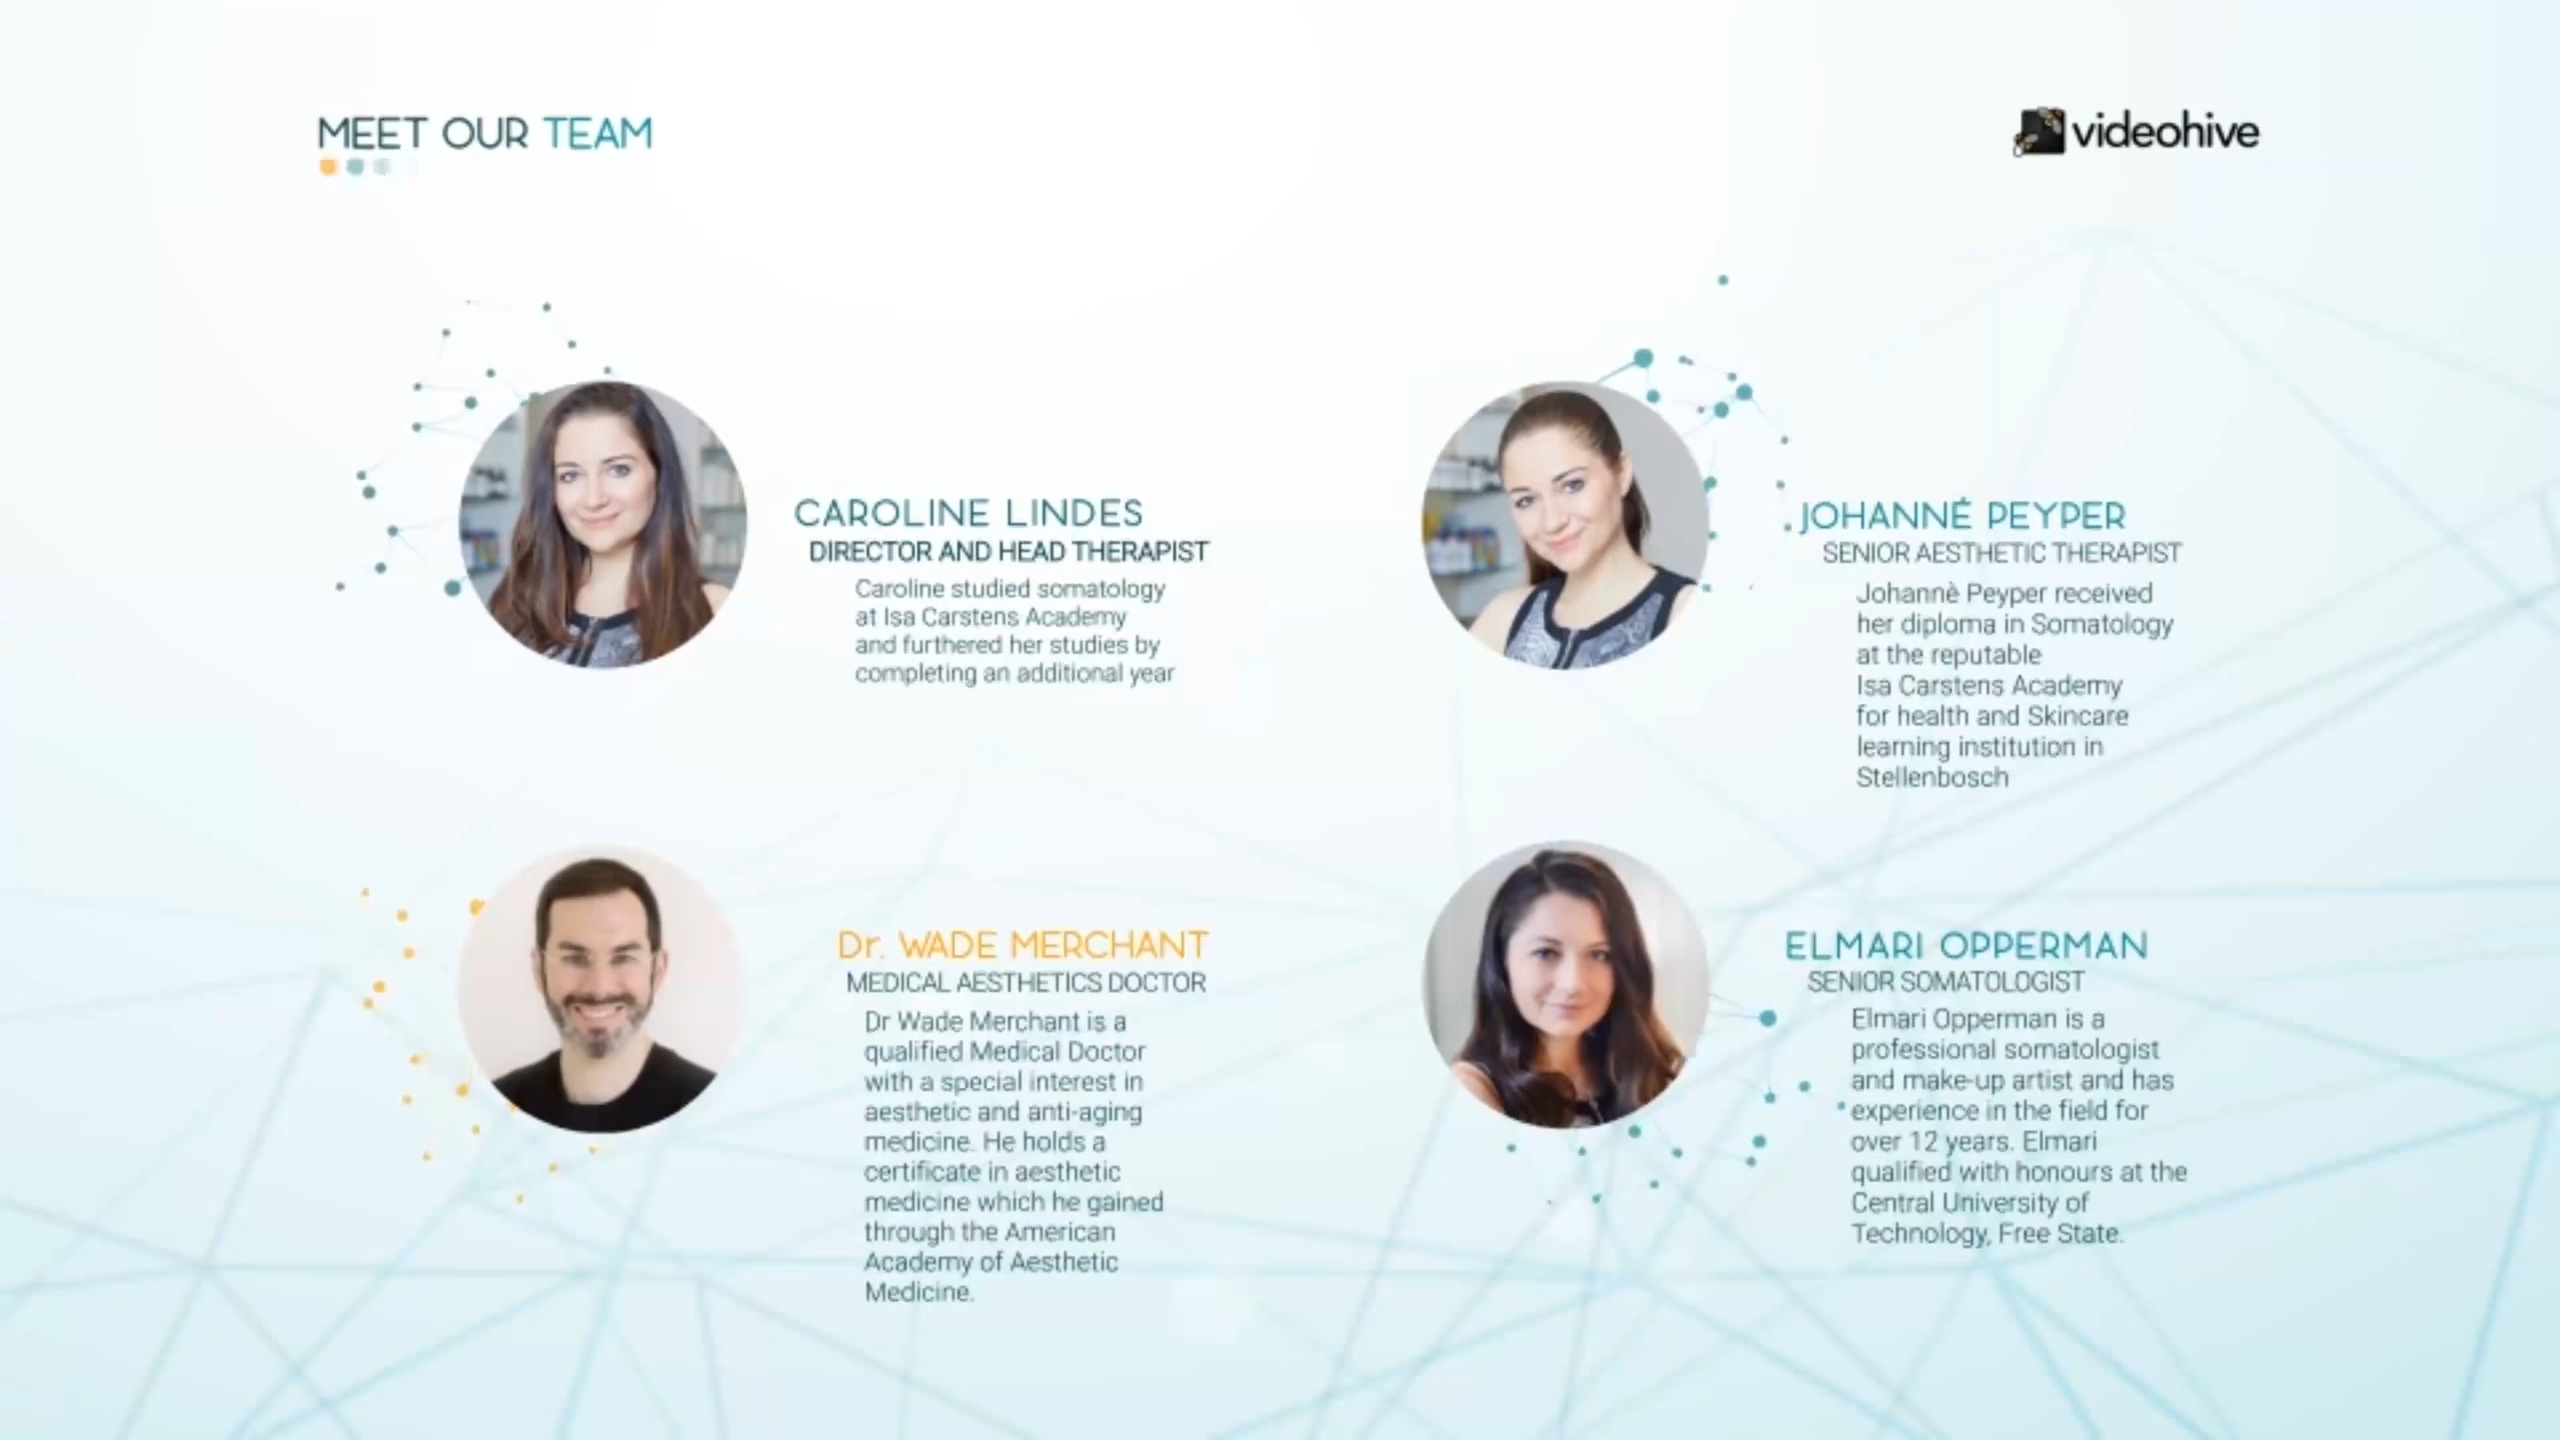 MEET OUR TEAM
videohive
CAROLINE LINDES
DIRECTOR AND HEAD THERAPIST
Caroline studied somatology
at Isa Carstens Academy
and furthered her studies by
completing an additional year
JOHANNÉ PEYPER
SENIOR AESTHETIC THERAPIST
Johannè Peyper received
her diploma in Somatology
at the reputable
Isa Carstens Academy
for health and Skincare
learning institution in
Stellenbosch
Dr. WADE MERCHANT
MEDICAL AESTHETICS DOCTOR
Dr Wade Merchant is a
qualified Medical Doctor
with a special interest in
aesthetic and anti-aging
medicine. He holds a
certificate in aesthetic
medicine which he gained
through the American
Academy of Aesthetic
Medicine.
ELMARI OPPERMAN
SENIOR SOMATOLOGIST
Elmari Opperman is a
professional somatologist
and make-up artist and has
experience in the field for
over 12 years. Elmari
qualified with honours at the
Central University of
Technology, Free State.